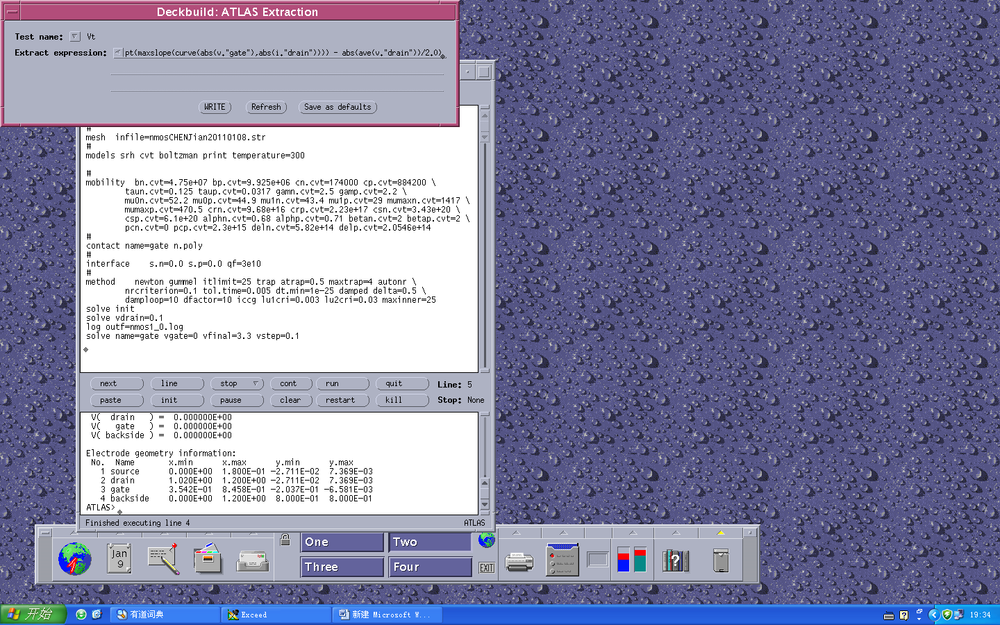 Deckbuild: ATLAS Extraction
Test name: Vt
Extract expression: pt(maxslope(curve(abs(v."gate"),abs(i."drain")))) - abs(ave(v."drain"))/2.0)
WRITE Refresh Save as defaults
#
mesh infile=nmosCHENJian20110108.str
#
models srh cvt boltzman print temperature=300
#
mobility bn.cvt=4.75e+07 bp.cvt=9.925e+06 cn.cvt=174000 cp.cvt=884200 \
taun.cvt=0.125 taup.cvt=0.0317 gamn.cvt=2.5 gamp.cvt=2.2 \
mu0n.cvt=52.2 mu0p.cvt=44.9 mu1n.cvt=43.4 mu1p.cvt=29 mumaxn.cvt=1417 \
mumaxp.cvt=470.5 crn.cvt=9.68e+16 crp.cvt=2.23e+17 csn.cvt=3.43e+20 \
csp.cvt=6.1e+20 alphn.cvt=0.68 alphp.cvt=0.71 betan.cvt=2 betap.cvt=2 \
pcn.cvt=0 pcp.cvt=2.3e+15 deln.cvt=5.82e+14 delp.cvt=2.0546e+14
#
contact name=gate n.poly
#
interface s.n=0.0 s.p=0.0 qf=3e10
#
method newton gummel itlimit=25 trap atrap=0.5 maxtrap=4 autonr \
nrcriterion=0.1 tol.time=0.005 dt.min=1e-25 damped delta=0.5 \
damploop=10 dfactor=10 iccg lu1cri=0.003 lu2cri=0.03 maxinner=25
solve init
solve vdrain=0.1
log outf=nmos1_0.log
solve name=gate vgate=0 vfinal=3.3 vstep=0.1
next line stop cont run quit Line: 5
paste init pause clear restart kill Stop: None
V( drain ) = 0.000000E+00
V( gate ) = 0.000000E+00
V( backside ) = 0.000000E+00
Electrode geometry information:
No. Name x.min x.max y.min y.max
1 source 0.000E+00 1.800E-01 -2.711E-02 7.369E-03
2 drain 1.020E+00 1.200E+00 -2.711E-02 7.369E-03
3 gate 3.542E-01 8.458E-01 -2.037E-01 -6.581E-03
4 backside 0.000E+00 1.200E+00 8.000E-01 8.000E-01
ATLAS>
Finished executing line 4 ATLAS
Jan
9
One Two
Three Four
EXIT
开始 有道词典 Exceed 新建 Microsoft W... 19:34